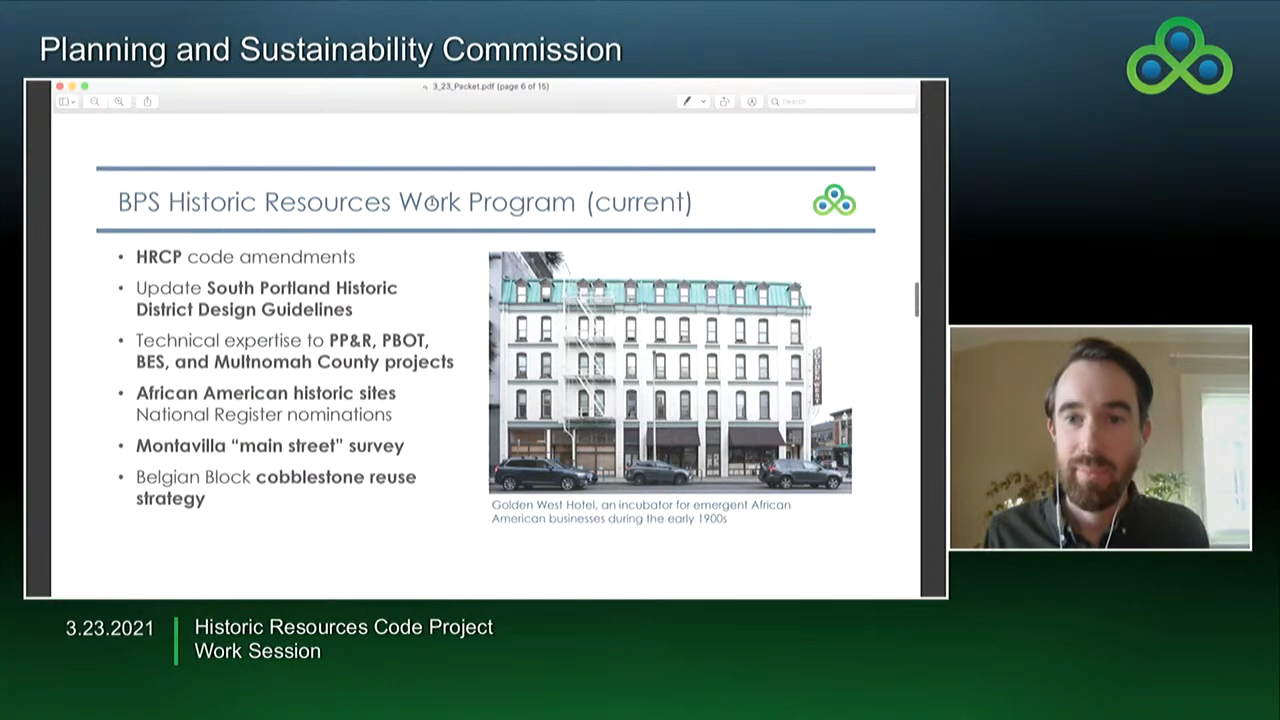 Planning and Sustainability Commission
3_23_Packet.pdf (page 6 of 15)
Search
BPS Historic Resources Work Program (current)
• HRCP code amendments
• Update South Portland Historic
District Design Guidelines
• Technical expertise to PP&R, PBOT,
BES, and Multnomah County projects
• African American historic sites
National Register nominations
• Montavilla “main street” survey
• Belgian Block cobblestone reuse
strategy
Golden West Hotel, an incubator for emergent African
American businesses during the early 1900s
3.23.2021
Historic Resources Code Project
Work Session